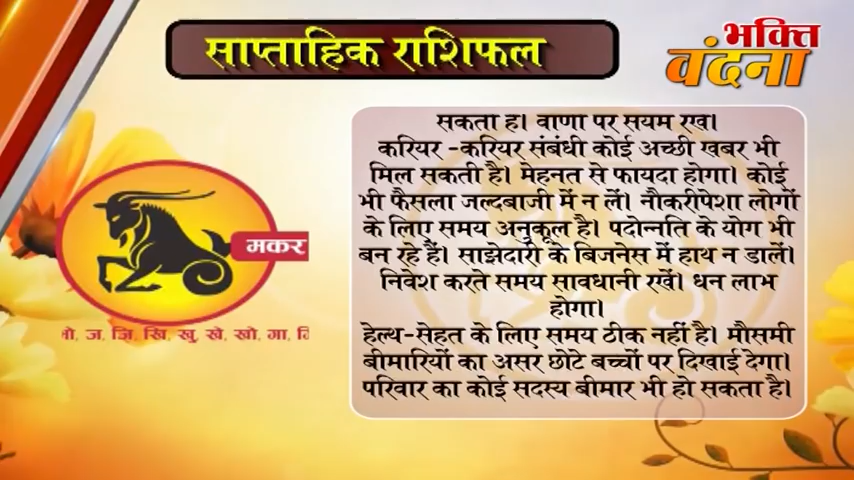 साप्ताहिक राशिफल
भक्ति
वंदना
सकता ह। वाणा पर सयम रख।
करियर -करियर संबंधी कोई अच्छी खबर भी
मिल सकती है। मेहनत से फायदा होगा। कोई
भी फैसला जल्दबाजी में न लें। नौकरीपेशा लोगों
के लिए समय अनुकूल है। पदोन्नति के योग भी
बन रहे हैं। साझेदारी के बिजनेस में हाथ न डालें।
निवेश करते समय सावधानी रखें। धन लाभ
होगा।
हेल्थ-सेहत के लिए समय ठीक नहीं है। मौसमी
बीमारियों का असर छोटे बच्चों पर दिखाई देगा।
परिवार का कोई सदस्य बीमार भी हो सकता है।
मकर
ज, जि, खि, खु, खे, खो, गा,